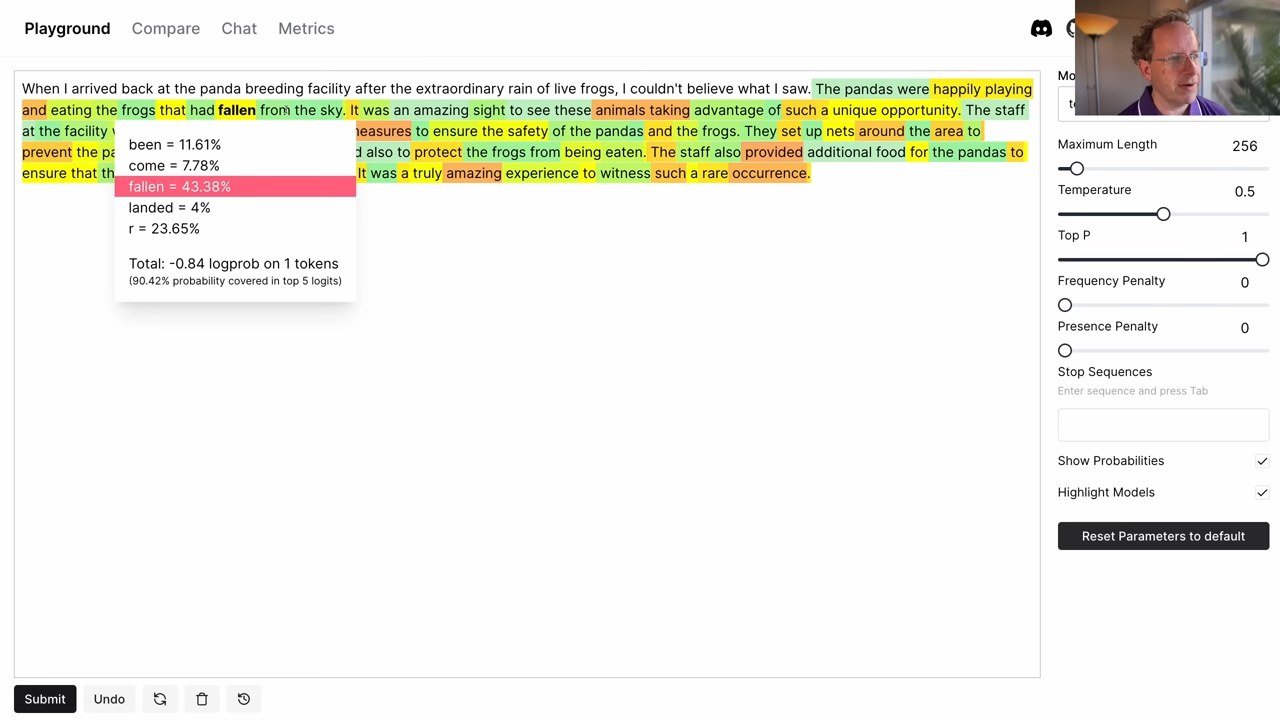 Playground Compare Chat Metrics
When I arrived back at the panda breeding facility after the extraordinary rain of live frogs, I couldn't believe what I saw. The pandas were happily playing
and eating the frogs that had fallen from the sky. It was an amazing sight to see these animals taking advantage of such a unique opportunity. The staff
at the facility measures to ensure the safety of the pandas and the frogs. They set up nets around the area to
prevent the also to protect the frogs from being eaten. The staff also provided additional food for the pandas to
ensure that It was a truly amazing experience to witness such a rare occurrence.
been = 11.61%
come = 7.78%
fallen = 43.38%
landed = 4%
r = 23.65%
Total: -0.84 logprob on 1 tokens
(90.42% probability covered in top 5 logits)
Maximum Length 256
Temperature 0.5
Top P 1
Frequency Penalty 0
Presence Penalty 0
Stop Sequences
Enter sequence and press Tab
Show Probabilities
Highlight Models
Reset Parameters to default
Submit Undo